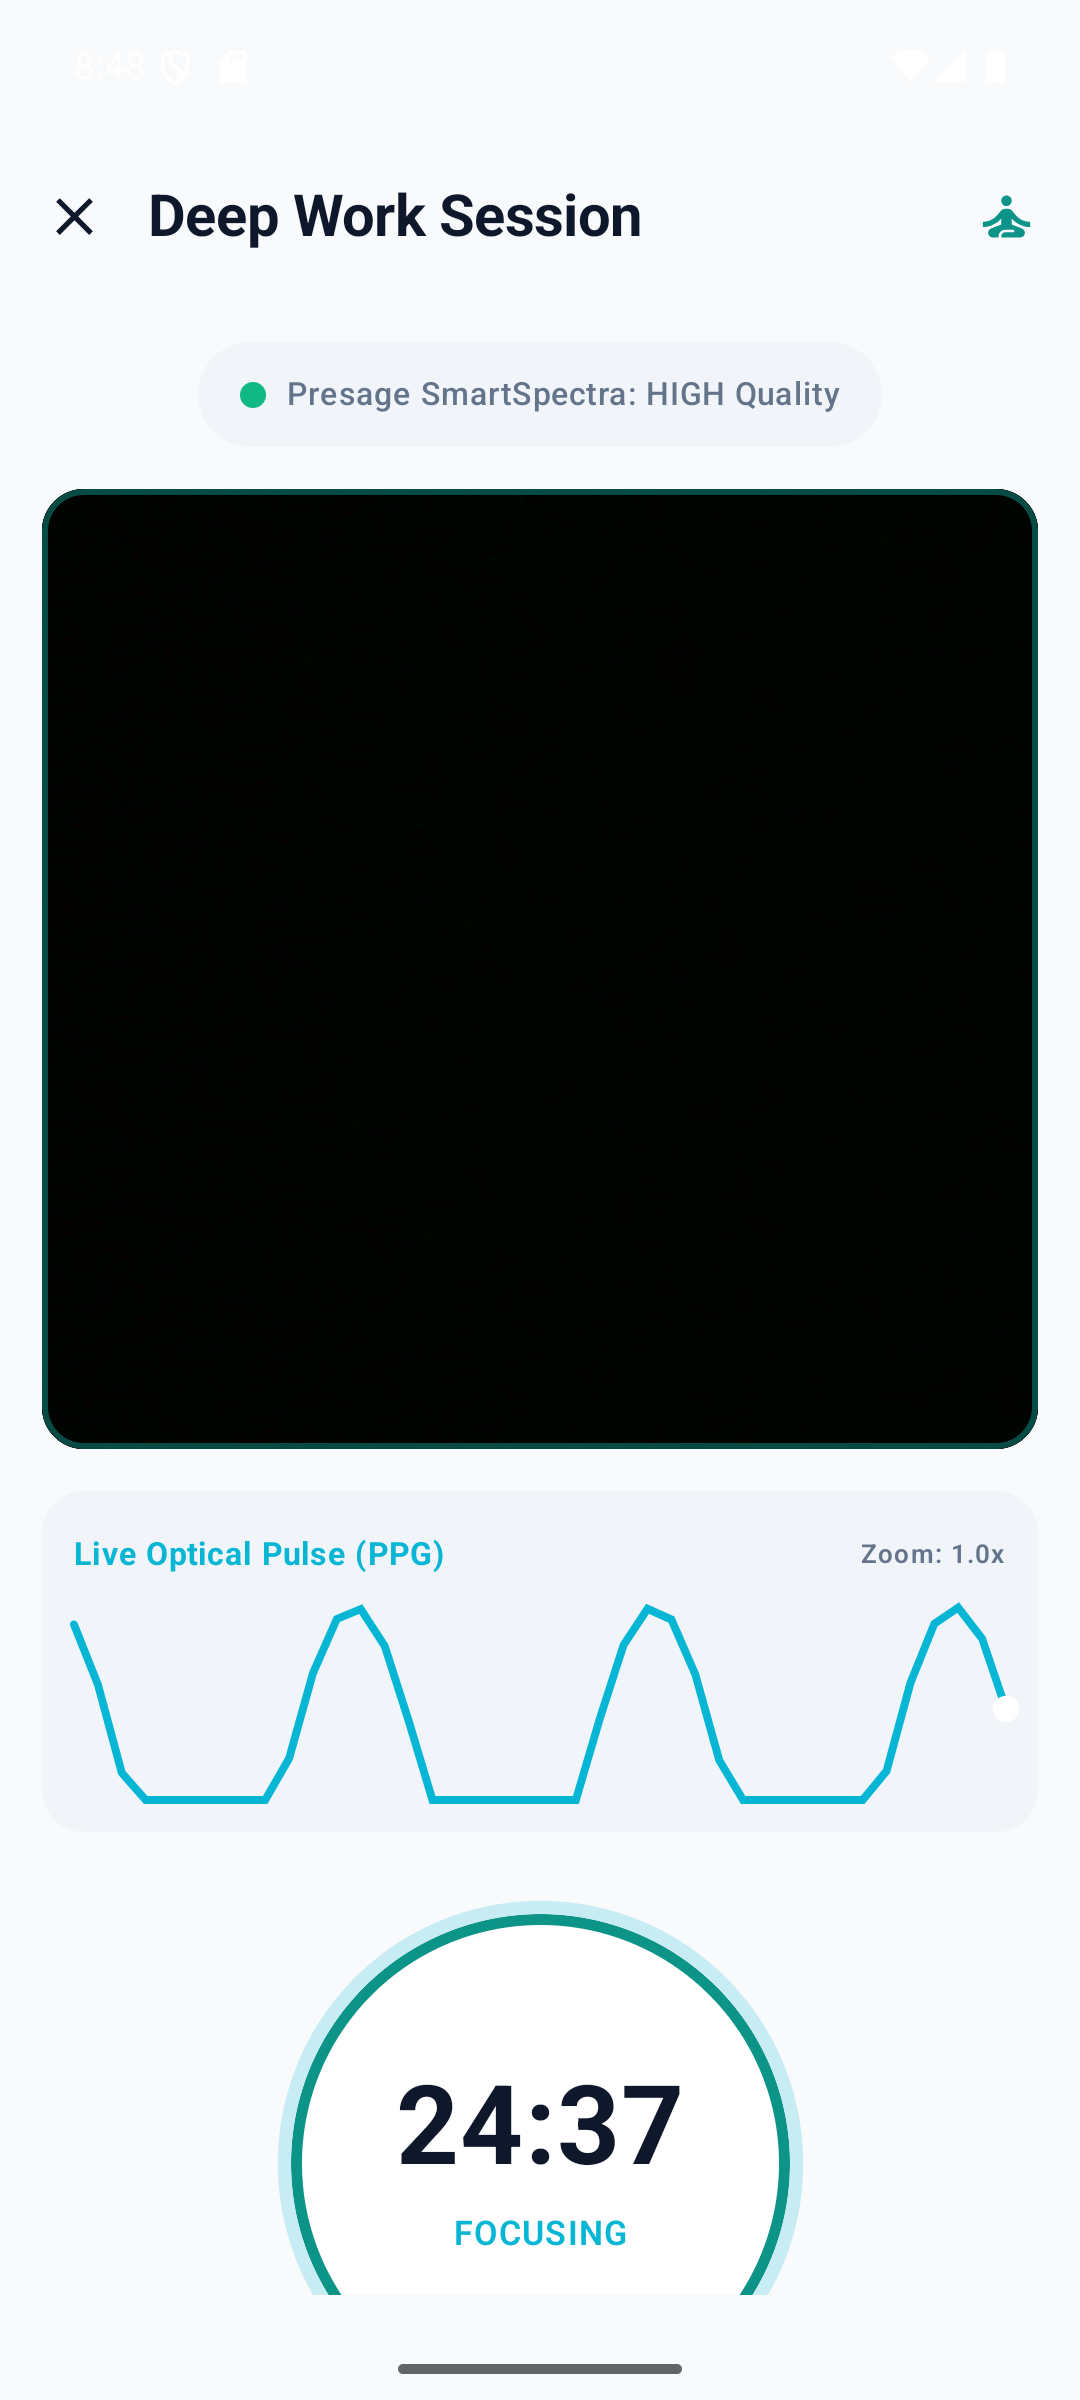 8:48
Deep Work Session
Presage SmartSpectra: HIGH Quality
Live Optical Pulse (PPG)
Zoom: 1.0x
24:37
FOCUSING